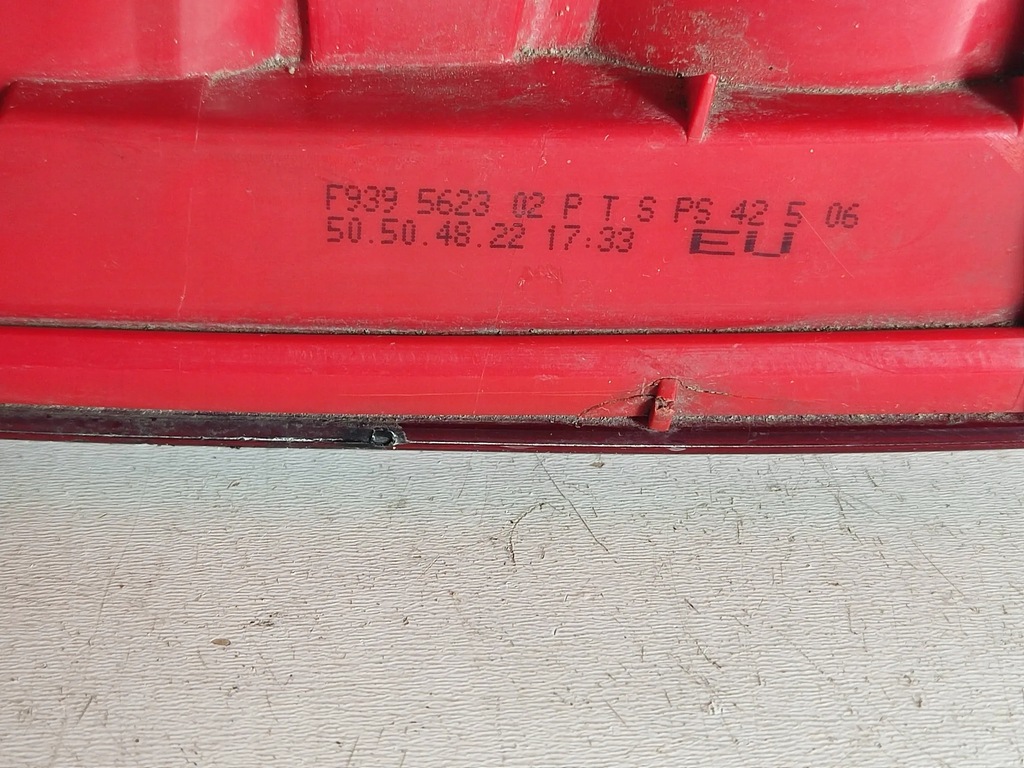 F939 5623 02 P T S PS 42 5 06
50.50.48.22 17:33 EU